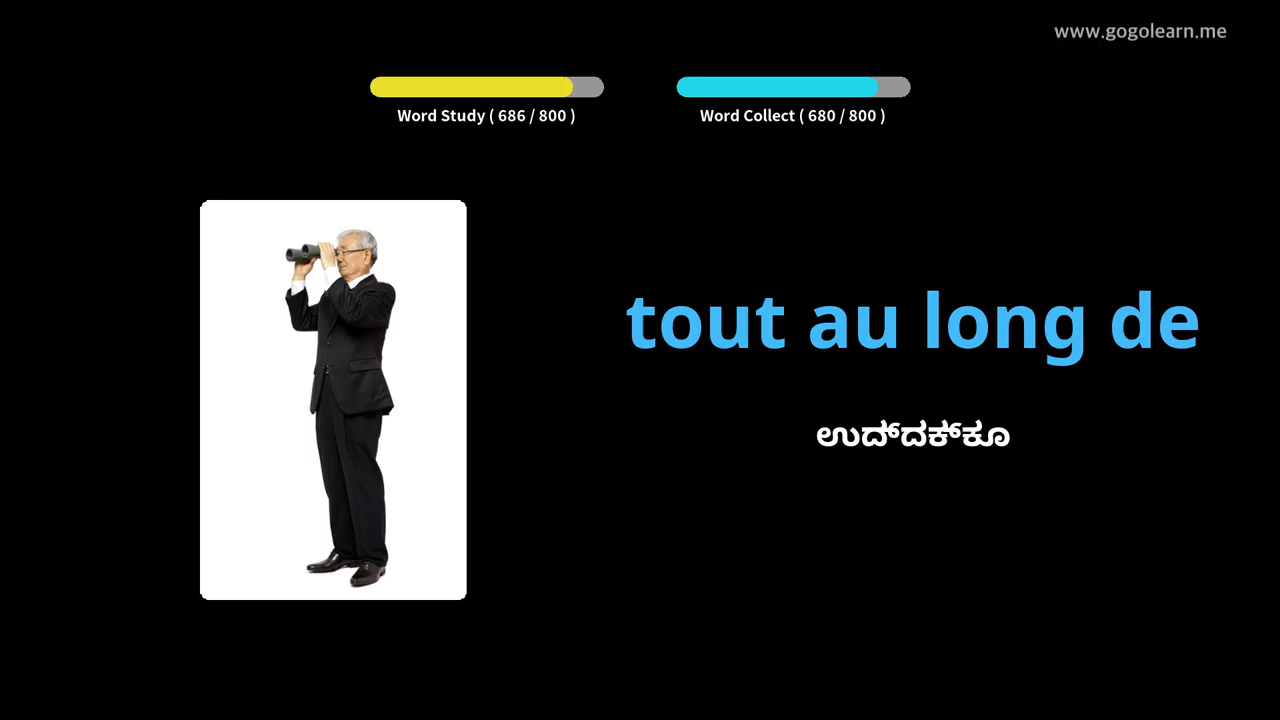 www.gogolearn.me
Word Study ( 686 / 800 )
Word Collect ( 680 / 800 )
tout au long de
ಉದ್ದಕ್ಕೂ